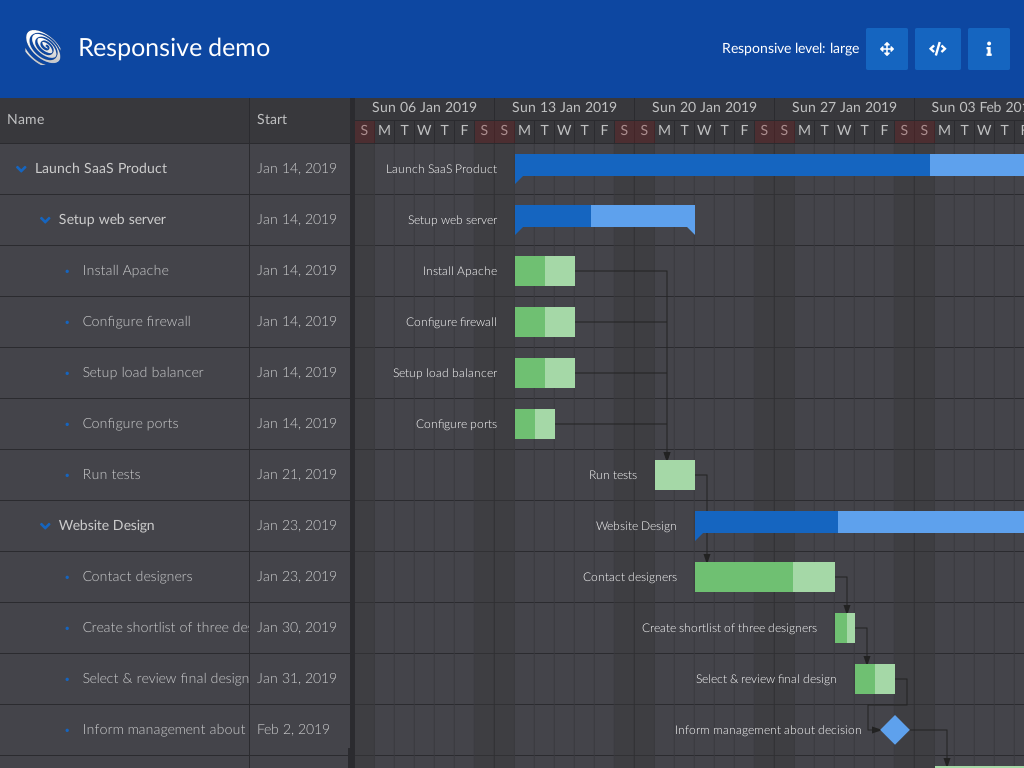 Responsive demo
Responsive level: large
Name Start
Sun 06 Jan 2019 Sun 13 Jan 2019 Sun 20 Jan 2019 Sun 27 Jan 2019 Sun 03 Feb 201
S M T W T F S S M T W T F S S M T W T F S S M T W T F S S M T W T F
Launch SaaS Product Jan 14, 2019 Launch SaaS Product
Setup web server Jan 14, 2019 Setup web server
Install Apache Jan 14, 2019 Install Apache
Configure firewall Jan 14, 2019 Configure firewall
Setup load balancer Jan 14, 2019 Setup load balancer
Configure ports Jan 14, 2019 Configure ports
Run tests Jan 21, 2019 Run tests
Website Design Jan 23, 2019 Website Design
Contact designers Jan 23, 2019 Contact designers
Create shortlist of three des Jan 30, 2019 Create shortlist of three designers
Select & review final design Jan 31, 2019 Select & review final design
Inform management about Feb 2, 2019 Inform management about decision